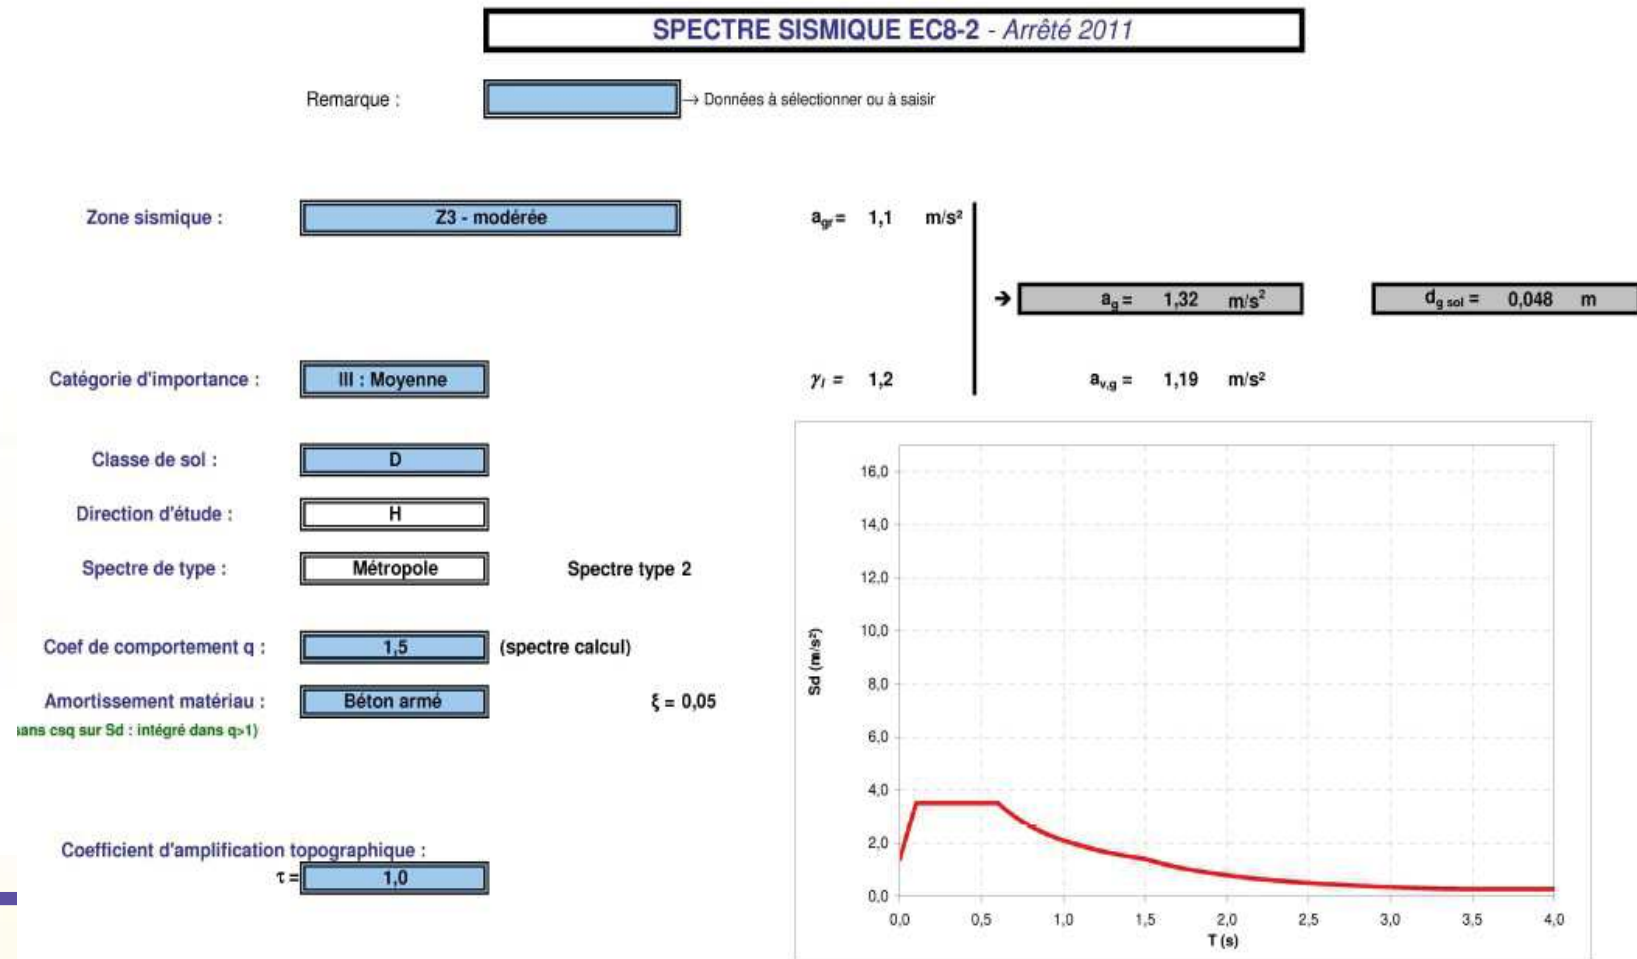 SPECTRE SISMIQUE EC8-2 - Arrêté 2011
Remarque :
→ Données à sélectionner ou à saisir
Zone sismique : Z3 - modérée agr = 1,1 m/s²
➔ ag = 1,32 m/s² dg sol = 0,048 m
Catégorie d'importance : III : Moyenne γI = 1,2 av,g = 1,19 m/s²
Classe de sol : D
Direction d'étude : H
Spectre de type : Métropole Spectre type 2
Coef de comportement q : 1,5 (spectre calcul)
Amortissement matériau : Béton armé ξ = 0,05
sans csq sur Sd : intégré dans q>1)
Coefficient d'amplification topographique :
τ = 1,0
Sd (m/s²)
16,0
14,0
12,0
10,0
8,0
6,0
4,0
2,0
0,0
0,0 0,5 1,0 1,5 2,0 2,5 3,0 3,5 4,0
T (s)